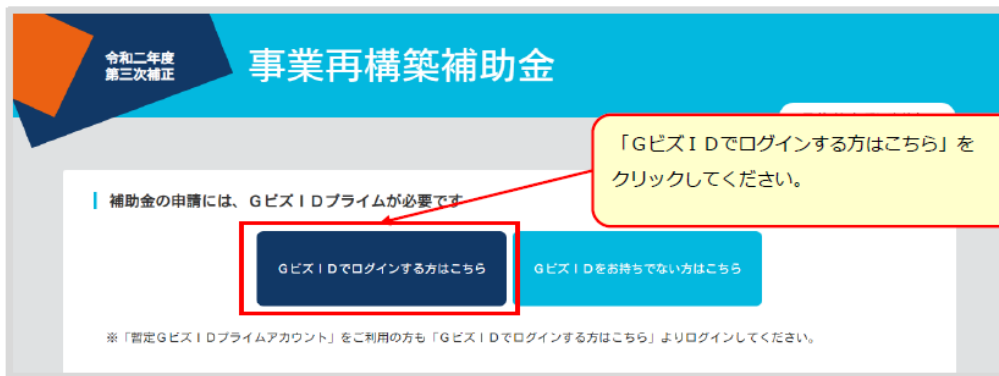 令和二年度
第三次補正
事業再構築補助金
「GビズIDでログインする方はこちら」を
クリックしてください。
補助金の申請には、GビズIDプライムが必要です
GビズIDでログインする方はこちら
GビズIDをお持ちでない方はこちら
※「暫定GビズIDプライムアカウント」をご利用の方も「GビズIDでログインする方はこちら」よりログインしてください。